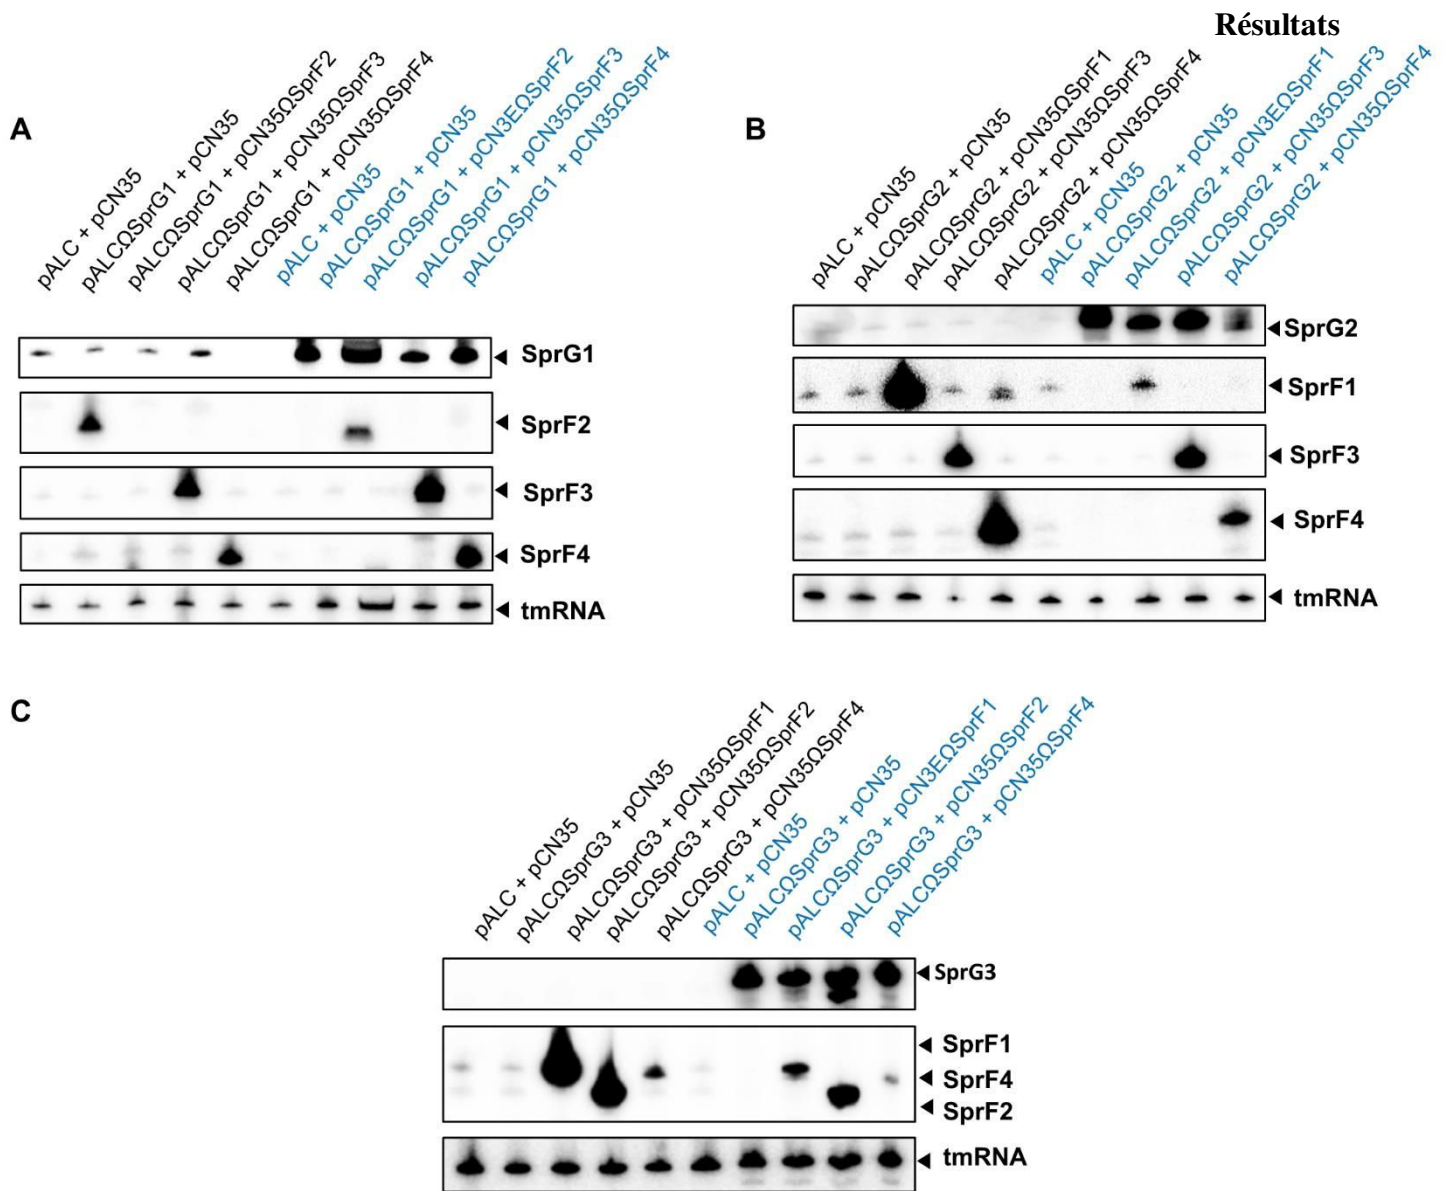 Résultats
A
pALC + pCN35
pALCΩSprG1 + pCN35
pALCΩSprG1 + pCN35ΩSprF2
pALCΩSprG1 + pCN35ΩSprF3
pALCΩSprG1 + pCN35ΩSprF4
pALC + pCN35
pALCΩSprG1 + pCN35
pALCΩSprG1 + pCN3EΩSprF2
pALCΩSprG1 + pCN35ΩSprF3
pALCΩSprG1 + pCN35ΩSprF4
SprG1
SprF2
SprF3
SprF4
tmRNA
B
pALC + pCN35
pALCΩSprG2 + pCN35
pALCΩSprG2 + pCN35ΩSprF1
pALCΩSprG2 + pCN35ΩSprF3
pALCΩSprG2 + pCN35ΩSprF4
pALC + pCN35
pALCΩSprG2 + pCN35
pALCΩSprG2 + pCN3EΩSprF1
pALCΩSprG2 + pCN35ΩSprF3
pALCΩSprG2 + pCN35ΩSprF4
SprG2
SprF1
SprF3
SprF4
tmRNA
C
pALC + pCN35
pALCΩSprG3 + pCN35
pALCΩSprG3 + pCN35ΩSprF1
pALCΩSprG3 + pCN35ΩSprF2
pALCΩSprG3 + pCN35ΩSprF4
pALC + pCN35
pALCΩSprG3 + pCN35
pALCΩSprG3 + pCN3EΩSprF1
pALCΩSprG3 + pCN35ΩSprF2
pALCΩSprG3 + pCN35ΩSprF4
SprG3
SprF1
SprF4
SprF2
tmRNA